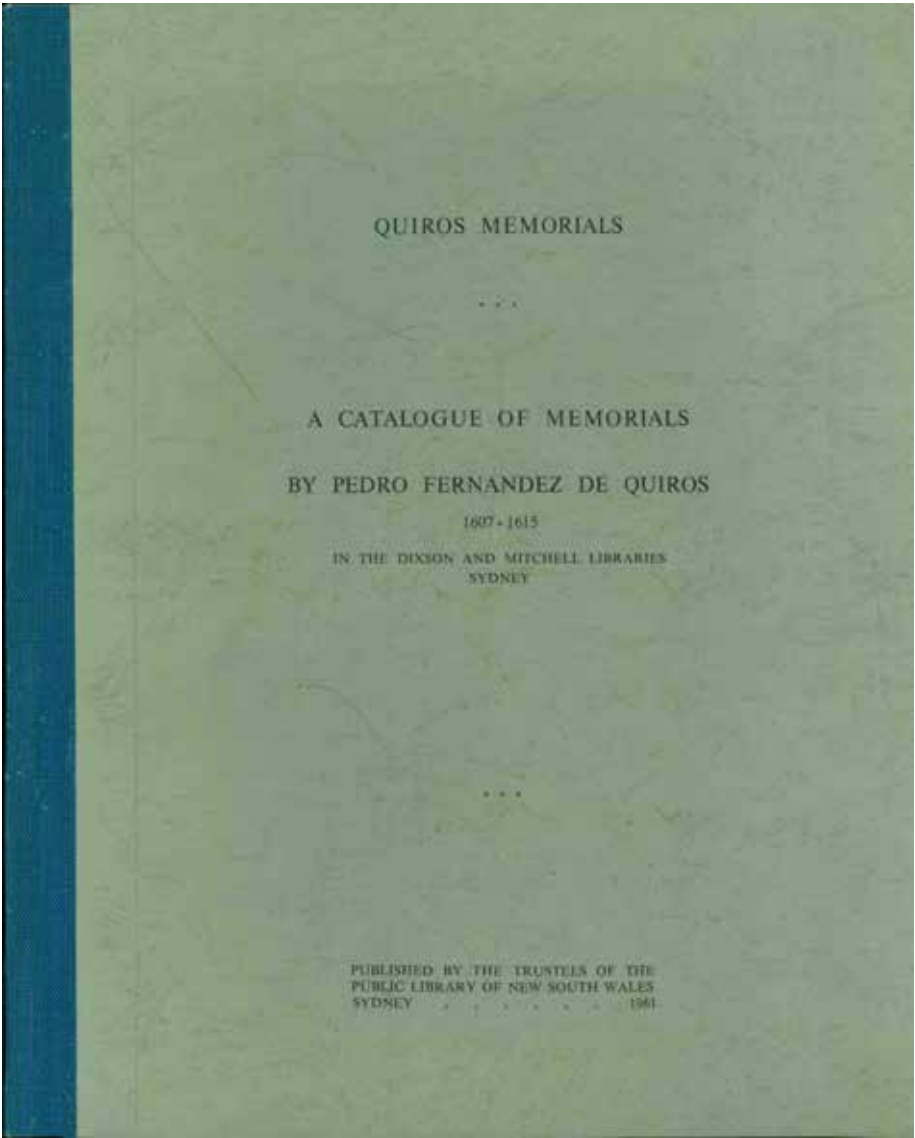 QUIROS MEMORIALS
. . .
A CATALOGUE OF MEMORIALS
BY PEDRO FERNANDEZ DE QUIROS
1607-1615
IN THE DIXSON AND MITCHELL LIBRARIES
SYDNEY
. . .
PUBLISHED BY THE TRUSTEES OF THE
PUBLIC LIBRARY OF NEW SOUTH WALES
SYDNEY . . . . . . 1961